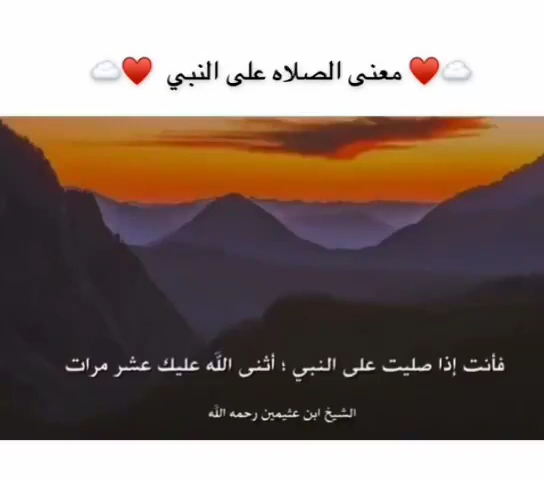 ☁️❤️ معنى الصلاه على النبي ❤️☁️
فأنت إذا صليت على النبي ؛ أثنى الله عليك عشر مرات
الشيخ ابن عثيمين رحمه الله